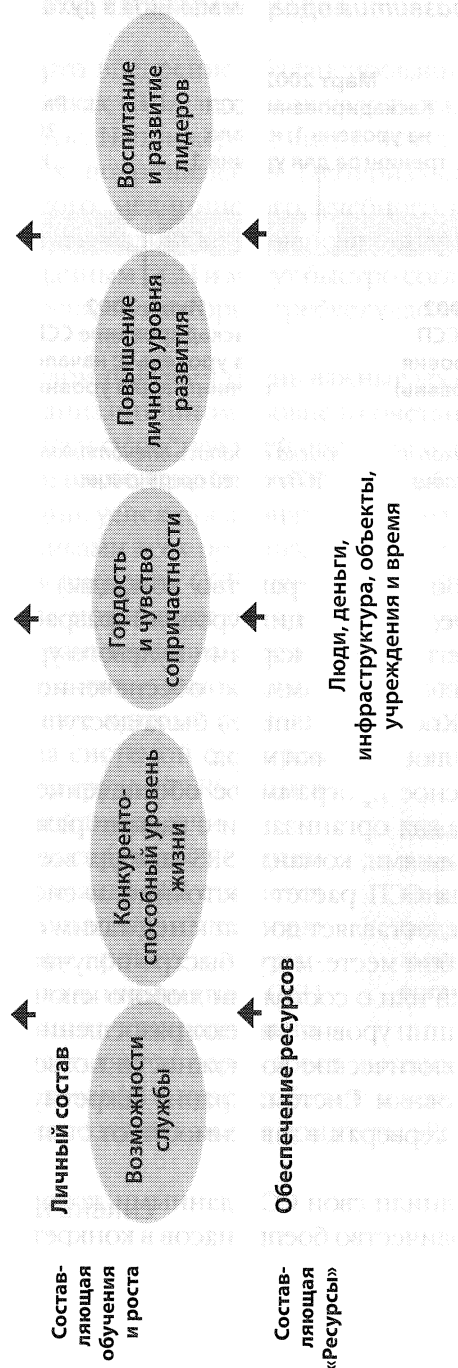 Состав-
ляющая
обучения
и роста
Личный состав
Возможности
службы
Конкуренто-
способный уровень
жизни
Гордость
и чувство
сопричастности
Повышение
личного уровня
развития
Воспитание
и развитие
лидеров
Состав-
ляющая
«Ресурсы»
Обеспечение ресурсов
Люди, деньги,
инфраструктура, объекты,
учреждения и время